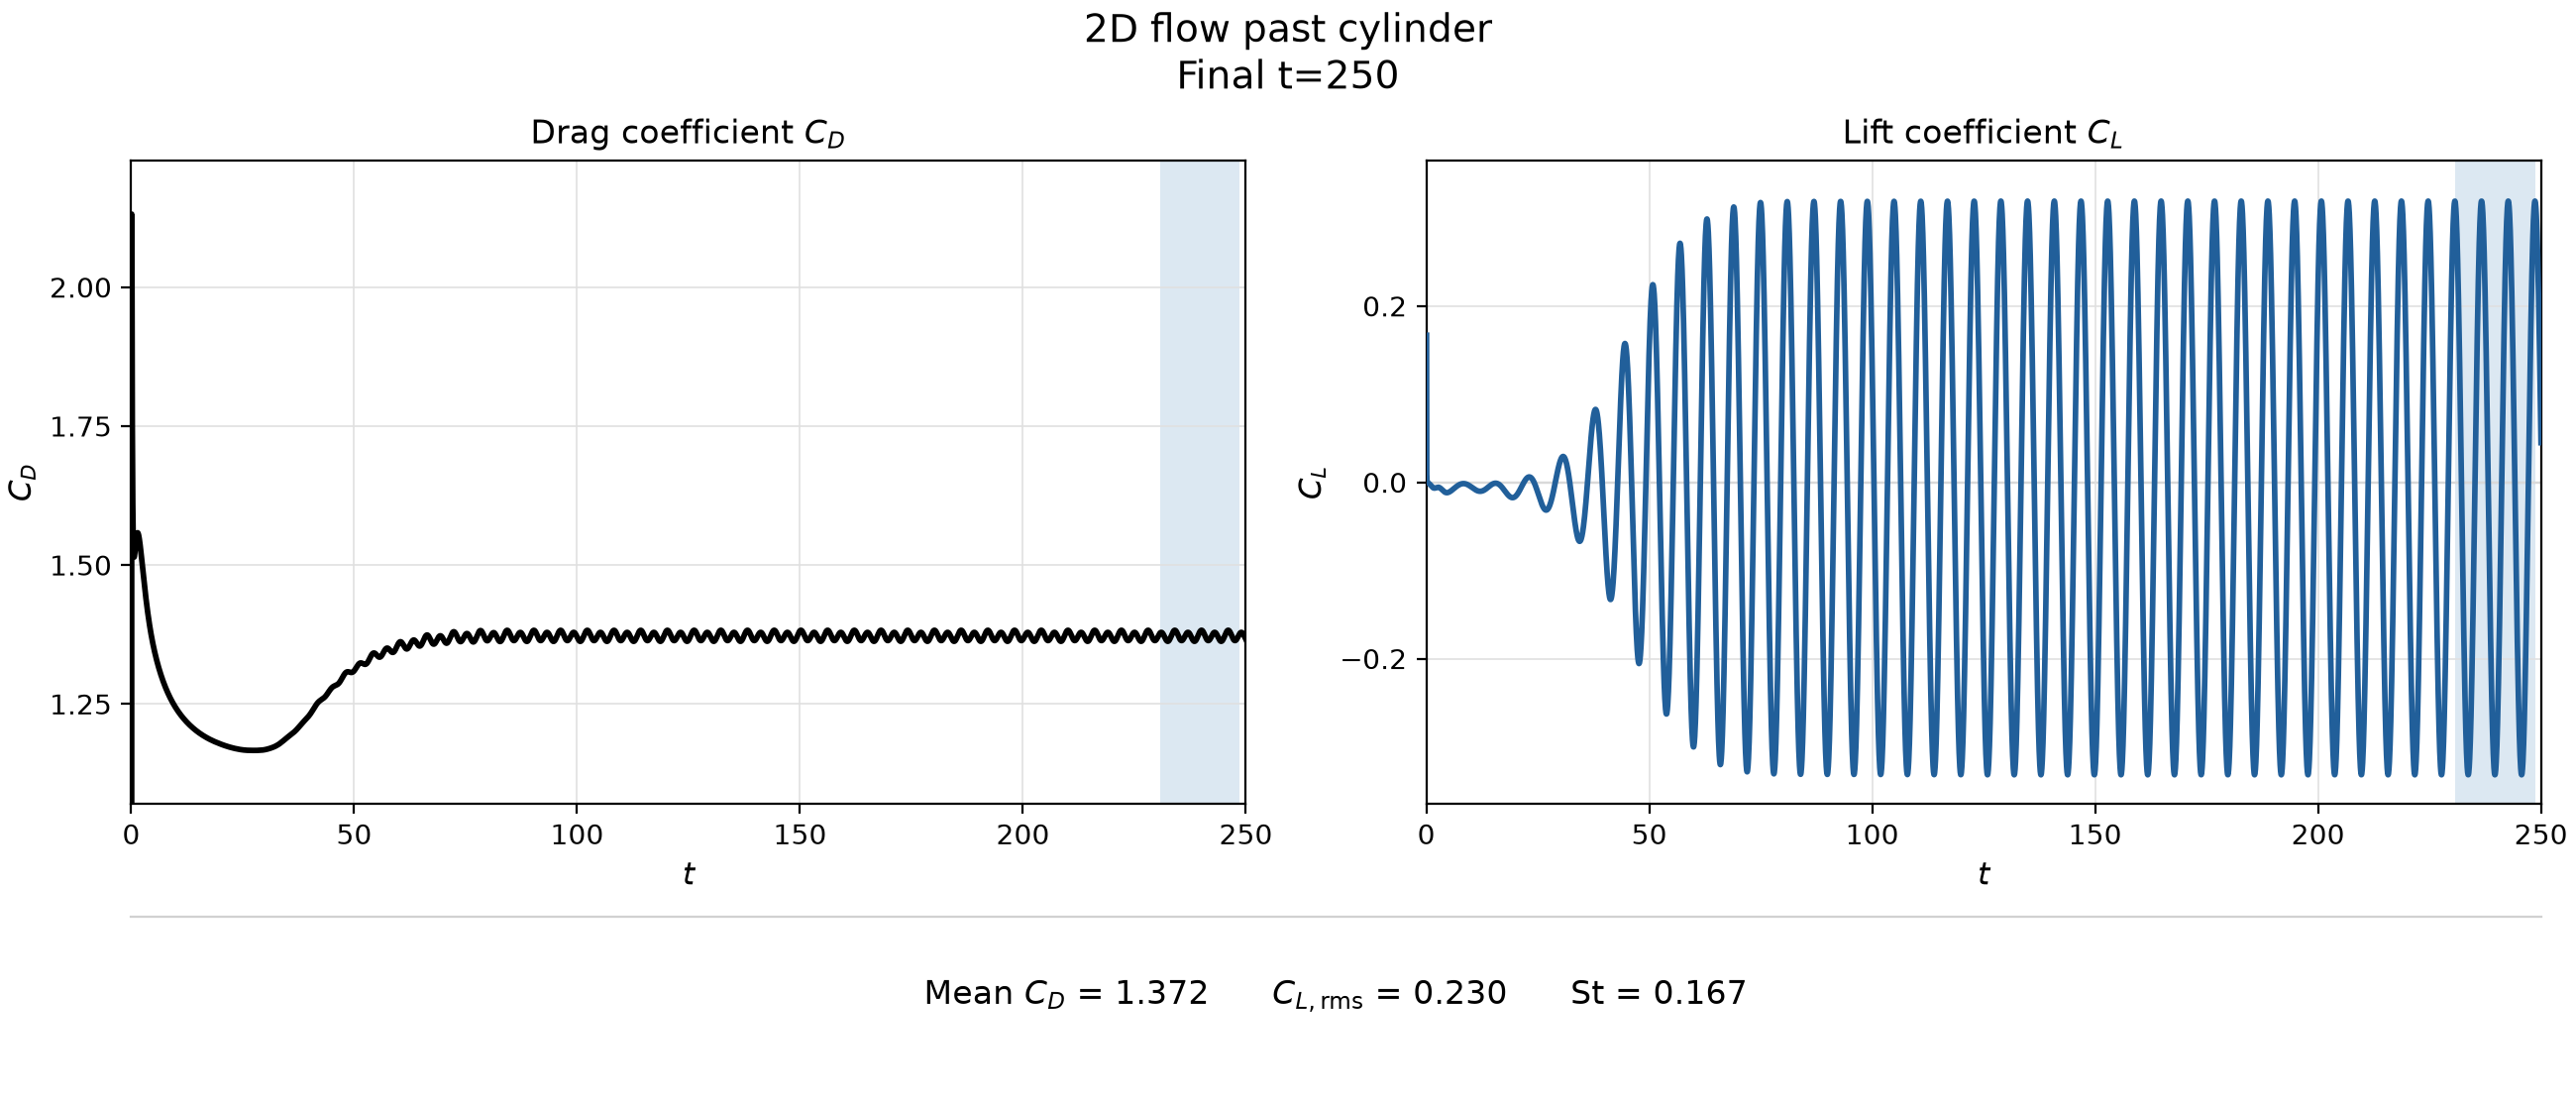 2D flow past cylinder
Final t=250
Drag coefficient C_D
C_D
2.00
1.75
1.50
1.25
0 50 100 150 200 250
t
Lift coefficient C_L
C_L
0.2
0.0
−0.2
0 50 100 150 200 250
t
Mean C_D = 1.372 C_{L, rms} = 0.230 St = 0.167